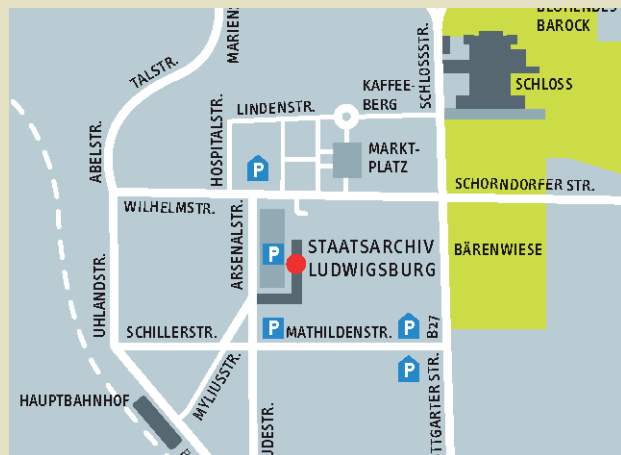 BAROCK
TALSTR.
SCHLOSSSTR.
KAFFEE-
BERG
SCHLOSS
LINDENSTR.
ABELSTR.
HOSPITALSTR.
MARKT-
PLATZ
P
SCHORNDORFER STR.
WILHELMSTR.
ARSENALSTR.
STAATSARCHIV
LUDWIGSBURG
P
BÄRENWIESE
UHLANDSTR.
SCHILLERSTR.
P
MATHILDENSTR.
P
B27
MYLIUSSTR.
P
HAUPTBAHNHOF